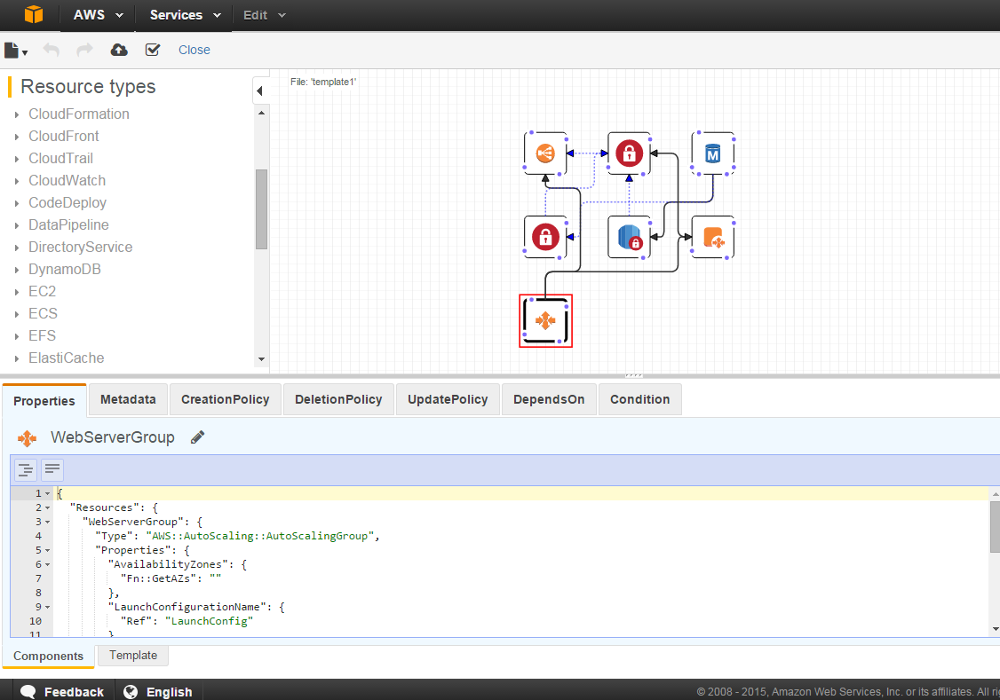 AWS Services Edit
Close
Resource types
File: 'template1'
CloudFormation
CloudFront
CloudTrail
CloudWatch
CodeDeploy
DataPipeline
DirectoryService
DynamoDB
EC2
ECS
EFS
ElastiCache
M
Properties Metadata CreationPolicy DeletionPolicy UpdatePolicy DependsOn Condition
WebServerGroup
1 {
2 "Resources": {
3 "WebServerGroup": {
4 "Type": "AWS::AutoScaling::AutoScalingGroup",
5 "Properties": {
6 "AvailabilityZones": {
7 "Fn::GetAZs": ""
8 },
9 "LaunchConfigurationName": {
10 "Ref": "LaunchConfig"
11 }
Components Template
Feedback English © 2008 - 2015, Amazon Web Services, Inc. or its affiliates. All